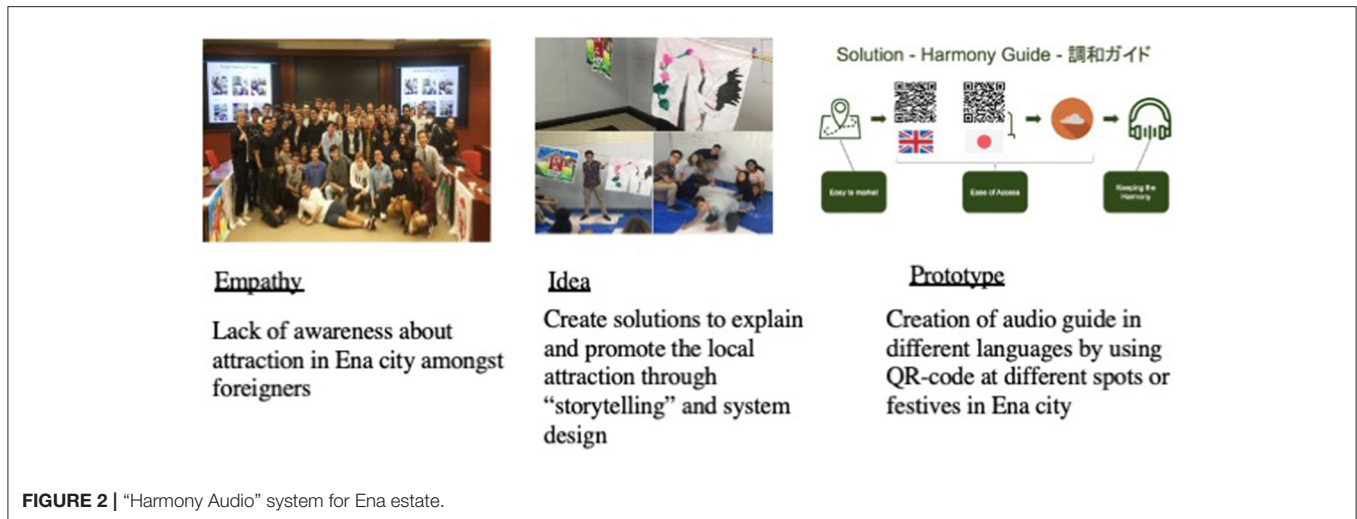 Solution - Harmony Guide - 調和ガイド
Easy to market
Ease of Access
Keeping the
Harmony
Empathy
Lack of awareness about
attraction in Ena city amongst
foreigners
Idea
Create solutions to explain
and promote the local
attraction through
“storytelling” and system
design
Prototype
Creation of audio guide in
different languages by using
QR-code at different spots or
festives in Ena city
FIGURE 2 | “Harmony Audio” system for Ena estate.